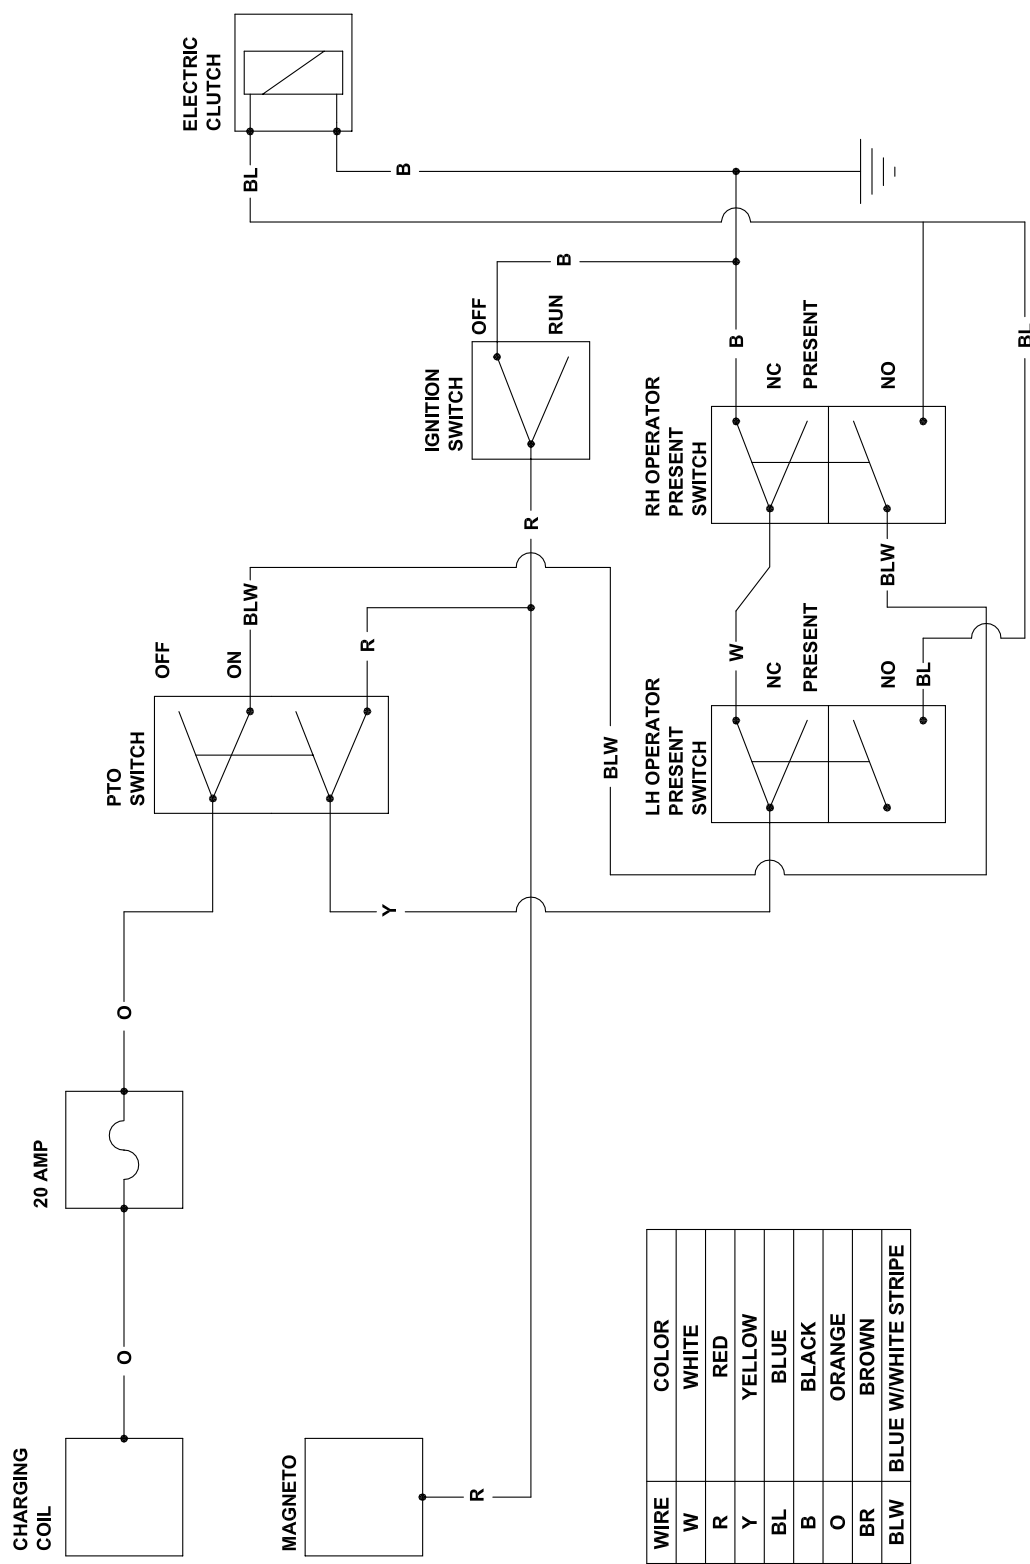 CHARGING
COIL
20 AMP
O
O
PTO
SWITCH
OFF
ON
BLW
ELECTRIC
CLUTCH
BL
B
MAGNETO
R
Y
R
IGNITION
SWITCH
OFF
RUN
R
B
BLW
LH OPERATOR
PRESENT
SWITCH
W
NC
PRESENT
NO
BL
RH OPERATOR
PRESENT
SWITCH
B
NC
PRESENT
NO
BLW
BL
WIRE COLOR
W WHITE
R RED
Y YELLOW
BL BLUE
B BLACK
O ORANGE
BR BROWN
BLW BLUE W/WHITE STRIPE